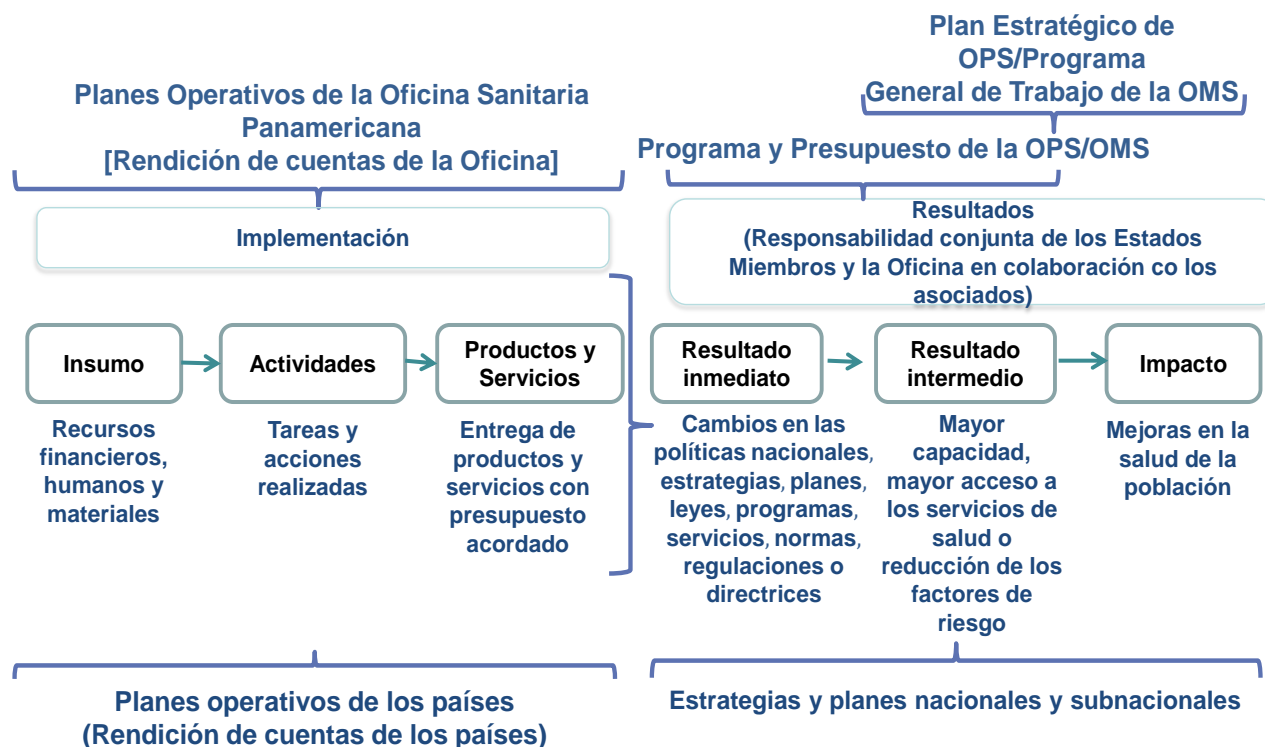 Plan Estratégico de
OPS/Programa
General de Trabajo de la OMS
Planes Operativos de la Oficina Sanitaria
Panamericana
[Rendición de cuentas de la Oficina]
Programa y Presupuesto de la OPS/OMS
Implementación
Resultados
(Responsabilidad conjunta de los Estados
Miembros y la Oficina en colaboración co los
asociados)
Insumo
Actividades
Productos y
Servicios
Resultado
inmediato
Resultado
intermedio
Impacto
Recursos
financieros,
humanos y
materiales
Tareas y
acciones
realizadas
Entrega de
productos y
servicios con
presupuesto
acordado
Cambios en las
políticas nacionales,
estrategias, planes,
leyes, programas,
servicios, normas,
regulaciones o
directrices
Mayor
capacidad,
mayor acceso a
los servicios de
salud o
reducción de los
factores de
riesgo
Mejoras en la
salud de la
población
Planes operativos de los países
(Rendición de cuentas de los países)
Estrategias y planes nacionales y subnacionales